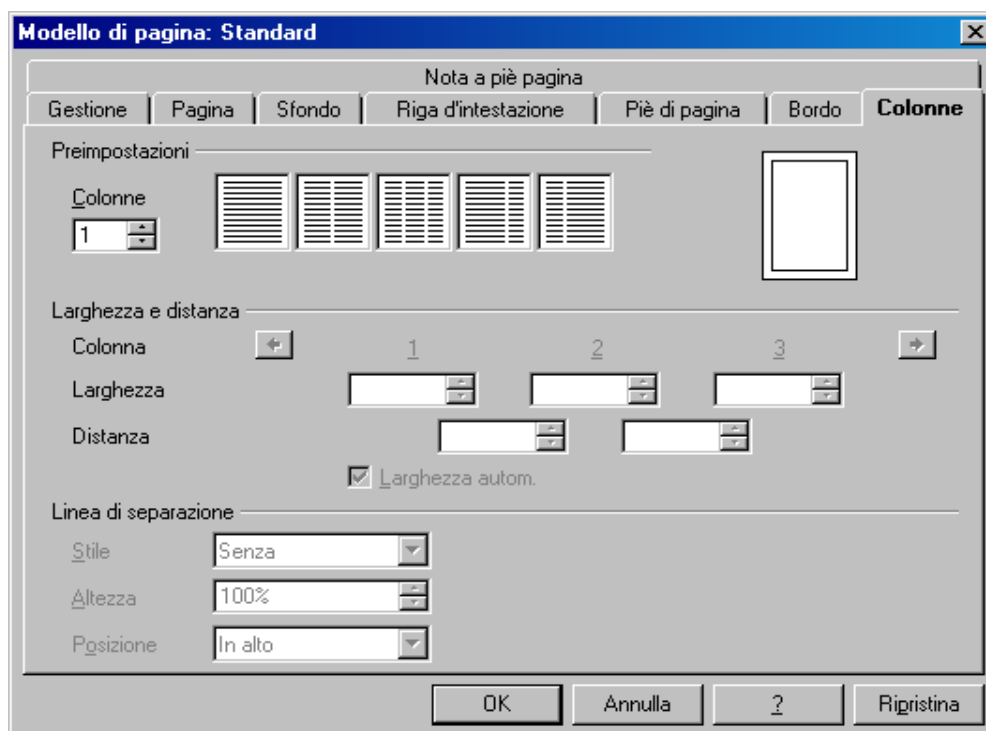 Modello di pagina: Standard
Nota a piè pagina
Gestione Pagina Sfondo Riga d'intestazione Piè di pagina Bordo Colonne
Preimpostazioni
Colonne
1
Larghezza e distanza
Colonna 1 2 3
Larghezza
Distanza
Larghezza autom.
Linea di separazione
Stile Senza
Altezza 100%
Posizione In alto
OK Annulla ? Ripristina